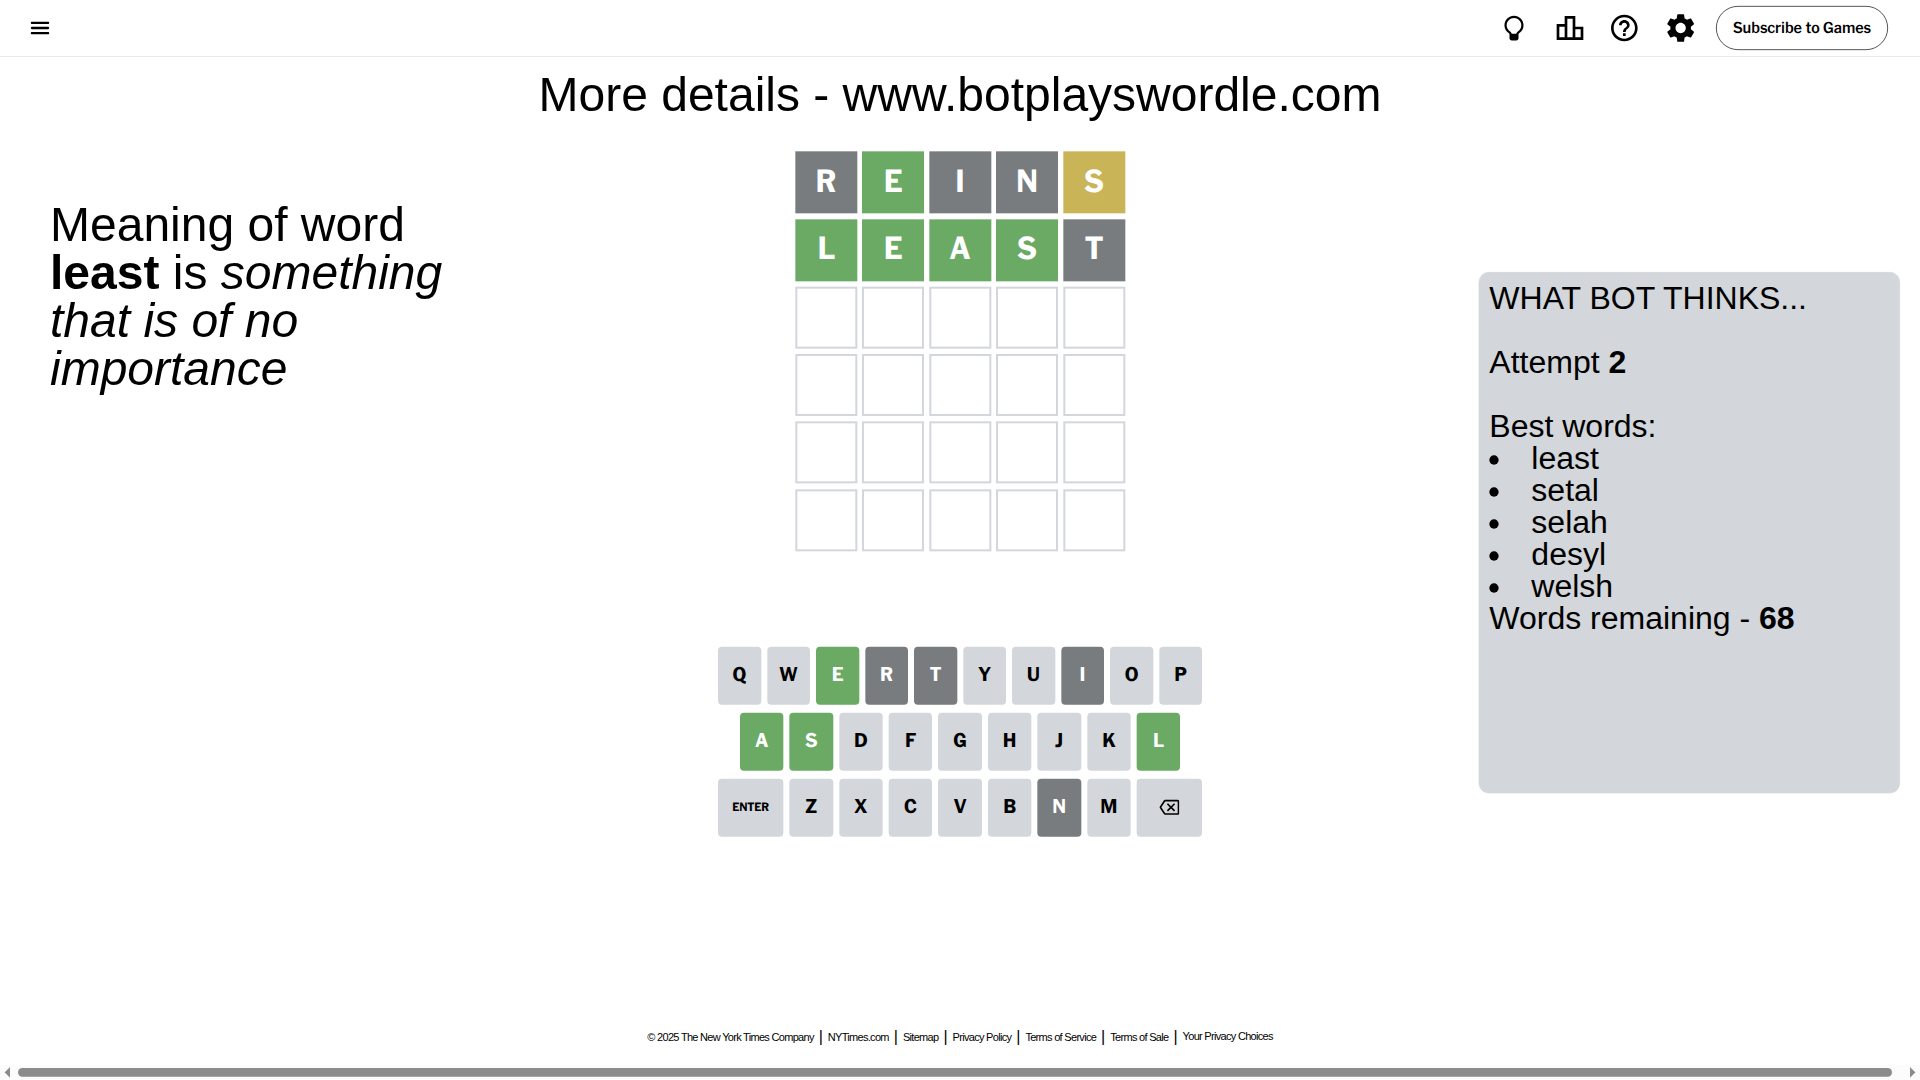 Subscribe to Games
More details - www.botplayswordle.com
Meaning of word
least is something
that is of no
importance
R E I N S
L E A S T
WHAT BOT THINKS...
Attempt 2
Best words:
• least
• setal
• selah
• desyl
• welsh
Words remaining - 68
Q W E R T Y U I O P
A S D F G H J K L
ENTER Z X C V B N M
© 2025 The New York Times Company | NYTimes.com | Sitemap | Privacy Policy | Terms of Service | Terms of Sale | Your Privacy Choices